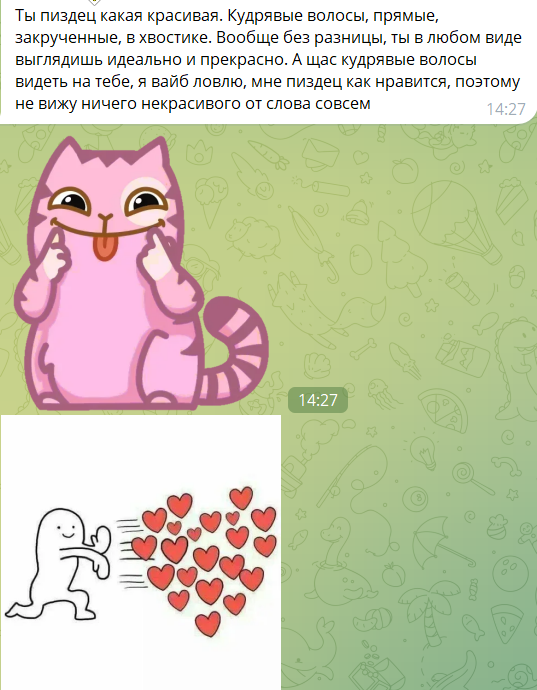 Ты пиздец какая красивая. Кудрявые волосы, прямые,
закрученные, в хвостике. Вообще без разницы, ты в любом виде
выглядишь идеально и прекрасно. А щас кудрявые волосы
видеть на тебе, я вайб ловлю, мне пиздец как нравится, поэтому
не вижу ничего некрасивого от слова совсем
14:27
14:27